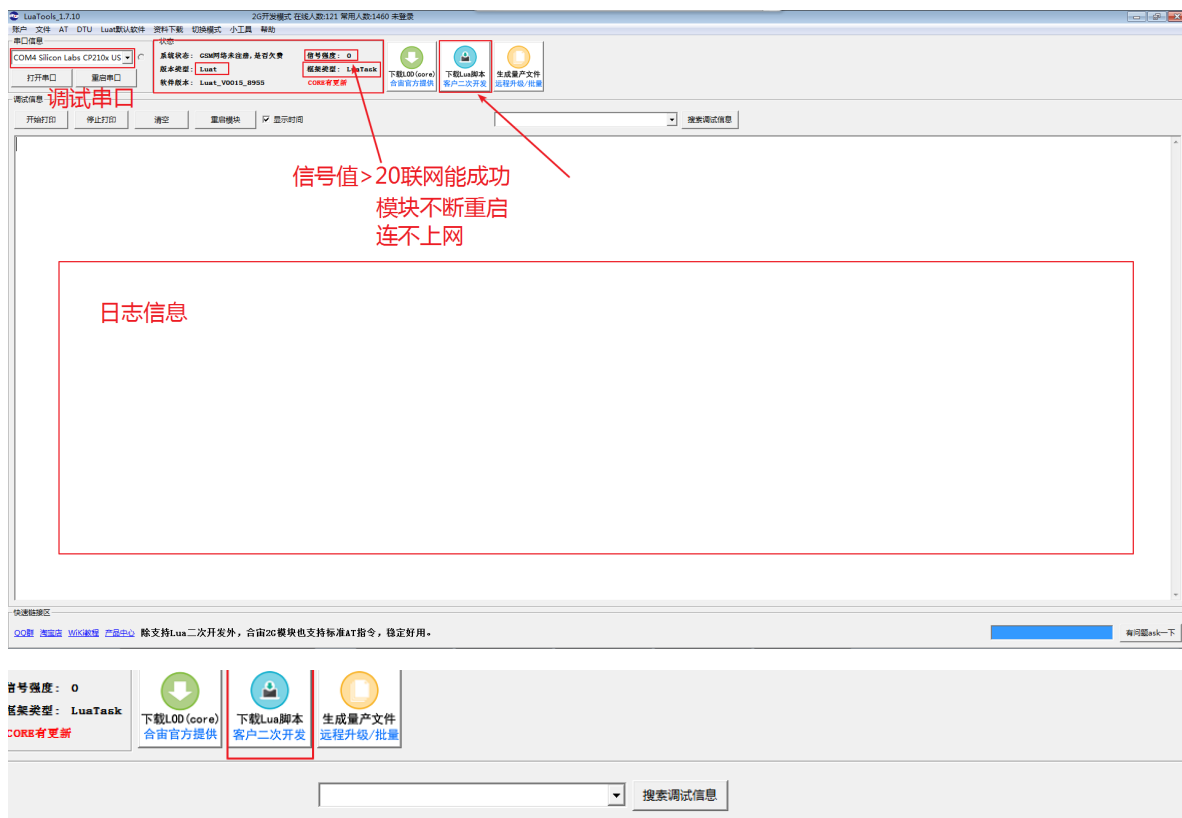 LuaTools_1.7.10 2G开发模式 在线人数:121 常用人数:1460 未登录
账户 文件 AT DTU Luat默认软件 资料下载 切换模式 小工具 帮助
串口信息
COM4 Silicon Labs CP210x US
打开串口 重启串口
状态
系统状态: GSM网络未注册,是否欠费 信号强度: 0
版本类型: Luat 框架类型: LuaTask
软件版本: Luat_V0015_8955 CORE有更新
下载LOD(core) 下载Lua脚本 生成量产文件
合宙官方提供 客户二次开发 远程升级/批量
调试信息
调试串口
开始打印 停止打印 清空 重启模块 显示时间 搜索调试信息
信号值>20联网能成功
模块不断重启
连不上网
日志信息
快速链接区
QQ群 淘宝店 WiKi教程 产品中心 除支持Lua二次开发外，合宙2G模块也支持标准AT指令，稳定好用。 有问题ask一下
信号强度: 0
框架类型: LuaTask
CORE有更新
下载LOD(core) 下载Lua脚本 生成量产文件
合宙官方提供 客户二次开发 远程升级/批量
搜索调试信息